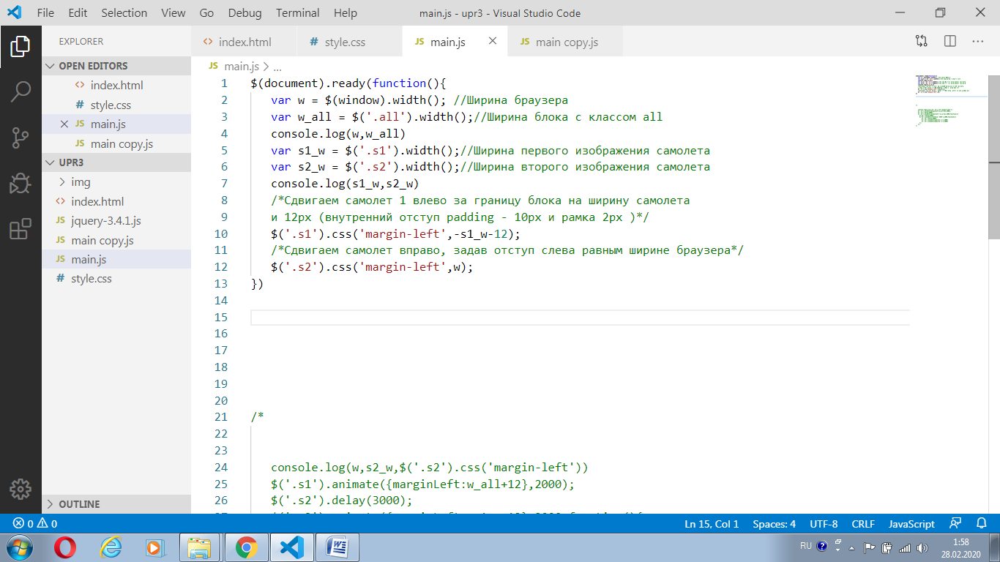 File Edit Selection View Go Debug Terminal Help main.js - upr3 - Visual Studio Code
EXPLORER
OPEN EDITORS
<> index.html
# style.css
JS main.js
JS main copy.js
UPR3
img
<> index.html
JS jquery-3.4.1.js
JS main copy.js
JS main.js
# style.css
OUTLINE
<> index.html # style.css JS main.js JS main copy.js
JS main.js > ...
1 $(document).ready(function(){
2 var w = $(window).width(); //Ширина браузера
3 var w_all = $('.all').width();//Ширина блока с классом all
4 console.log(w,w_all)
5 var s1_w = $('.s1').width();//Ширина первого изображения самолета
6 var s2_w = $('.s2').width();//Ширина второго изображения самолета
7 console.log(s1_w,s2_w)
8 /*Сдвигаем самолет 1 влево за границу блока на ширину самолета
9 и 12px (внутренний отступ padding - 10px и рамка 2px )*/
10 $('.s1').css('margin-left',-s1_w-12);
11 /*Сдвигаем самолет вправо, задав отступ слева равным ширине браузера*/
12 $('.s2').css('margin-left',w);
13 })
14
15
16
17
18
19
20
21 /*
22
23
24 console.log(w,s2_w,$('.s2').css('margin-left'))
25 $('.s1').animate({marginLeft:w_all+12},2000);
26 $('.s2').delay(3000);
0 0 Ln 15, Col 1 Spaces: 4 UTF-8 CRLF JavaScript
RU 1:58
28.02.2020